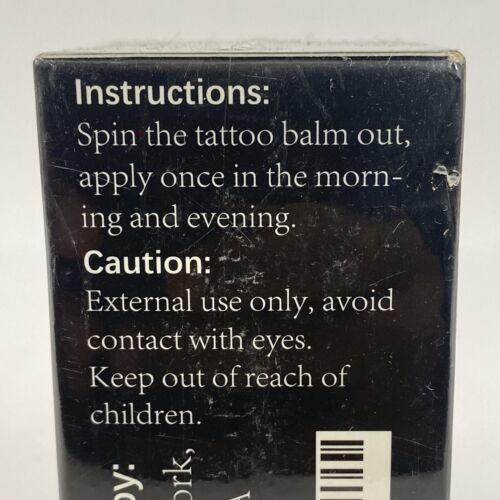 Instructions:
Spin the tattoo balm out,
apply once in the morn-
ing and evening.
Caution:
External use only, avoid
contact with eyes.
Keep out of reach of
children.